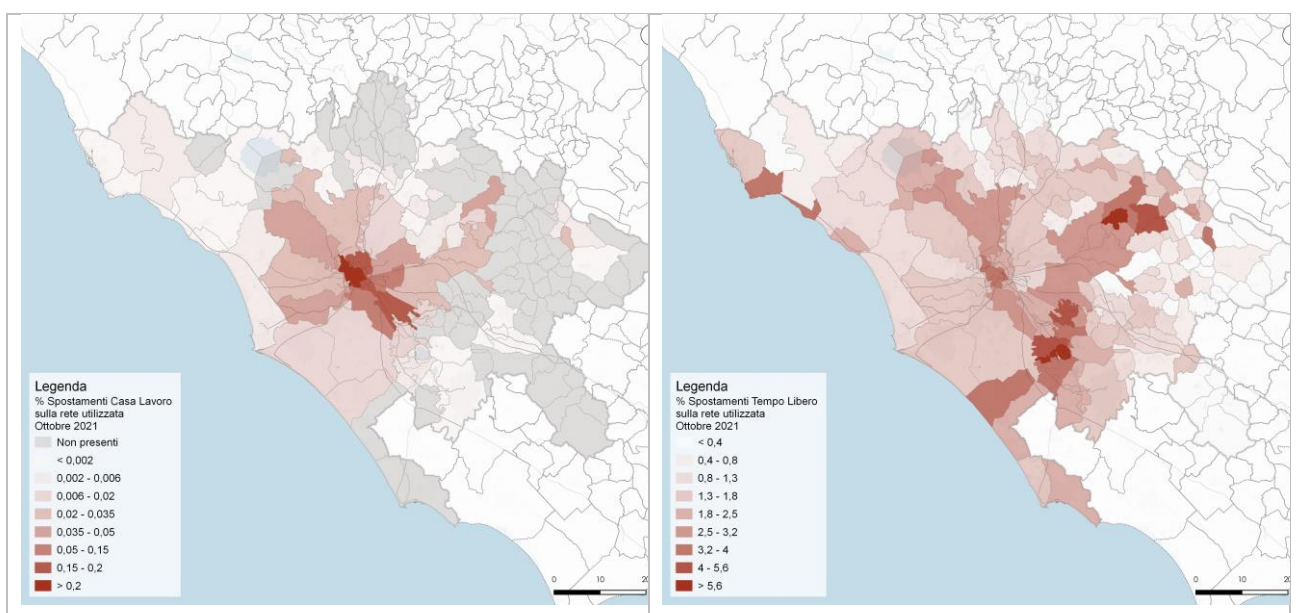 Legenda
% Spostamenti Casa Lavoro
sulla rete utilizzata
Ottobre 2021
Non presenti
< 0,002
0,002 - 0,006
0,006 - 0,02
0,02 - 0,035
0,035 - 0,05
0,05 - 0,15
0,15 - 0,2
> 0,2
0 10 20
Legenda
% Spostamenti Tempo Libero
sulla rete utilizzata
Ottobre 2021
< 0,4
0,4 - 0,8
0,8 - 1,3
1,3 - 1,8
1,8 - 2,5
2,5 - 3,2
3,2 - 4
4 - 5,6
> 5,6
0 10 20